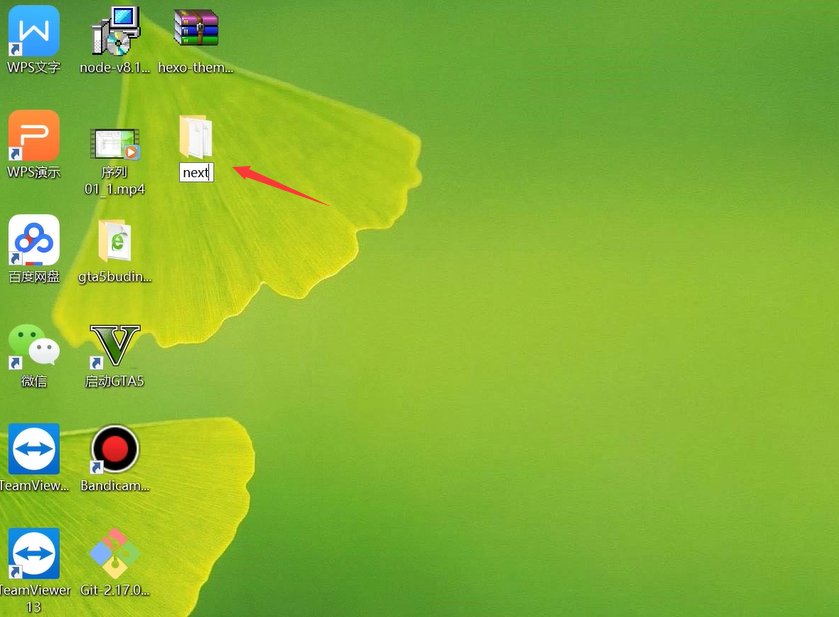 WPS文字
node-v8.1...
hexo-them...
WPS演示
序列
01_1.mp4
next
百度网盘
gta5budin...
微信
启动GTA5
TeamView...
Bandicam...
TeamViewer
13
Git-2.17.0...